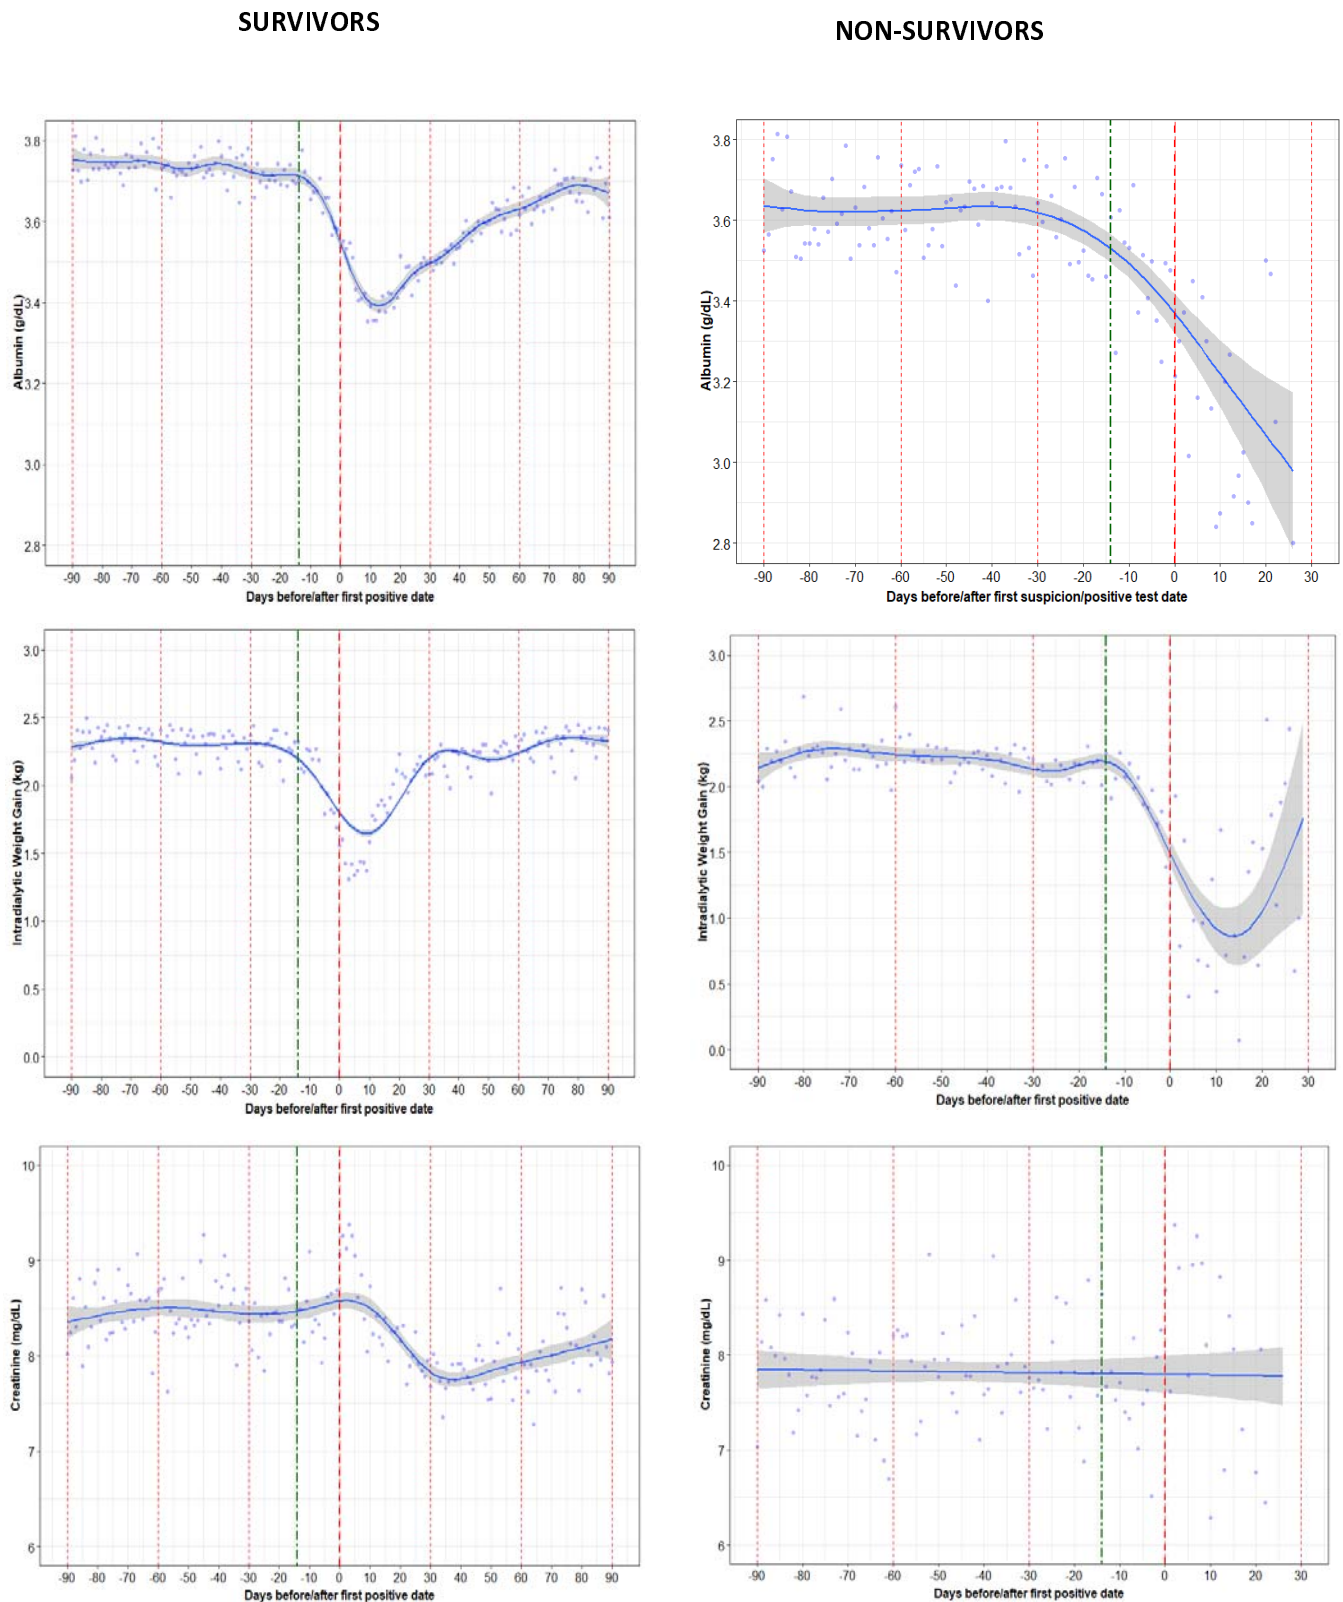 SURVIVORS
NON-SURVIVORS
Albumin (g/dL)
3.8
3.6
3.4
3.2
3.0
2.8
-90 -80 -70 -60 -50 -40 -30 -20 -10 0 10 20 30 40 50 60 70 80 90
Days before/after first positive date
Albumin (g/dL)
3.8
3.6
3.4
3.2
3.0
2.8
-90 -80 -70 -60 -50 -40 -30 -20 -10 0 10 20 30
Days before/after first suspicion/positive test date
Intradialytic Weight Gain (kg)
3.0
2.5
2.0
1.5
1.0
0.5
0.0
-90 -80 -70 -60 -50 -40 -30 -20 -10 0 10 20 30 40 50 60 70 80 90
Days before/after first positive date
Intradialytic Weight Gain (kg)
3.0
2.5
2.0
1.5
1.0
0.5
0.0
-90 -80 -70 -60 -50 -40 -30 -20 -10 0 10 20 30
Days before/after first positive date
Creatinine (mg/dL)
10
9
8
7
6
-90 -80 -70 -60 -50 -40 -30 -20 -10 0 10 20 30 40 50 60 70 80 90
Days before/after first positive date
Creatinine (mg/dL)
10
9
8
7
6
-90 -80 -70 -60 -50 -40 -30 -20 -10 0 10 20 30
Days before/after first positive date